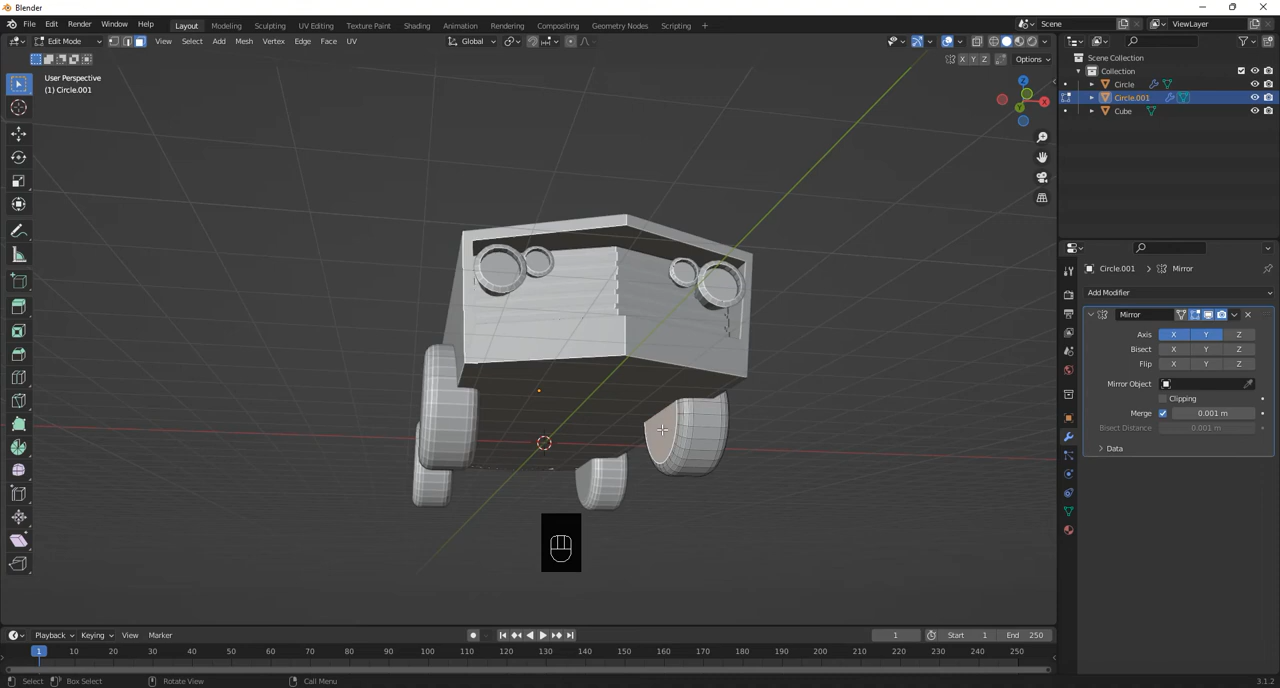 Blender
File Edit Render Window Help Layout Modeling Sculpting UV Editing Texture Paint Shading Animation Rendering Compositing Geometry Nodes Scripting + Scene ViewLayer
Edit Mode View Select Add Mesh Vertex Edge Face UV Global
X Y Z Options
User Perspective
(1) Circle.001
Z
X
Y
Scene Collection
Collection
Circle
Circle.001
Cube
Circle.001 > Mirror
Add Modifier
Mirror
Axis X Y Z
Bisect X Y Z
Flip X Y Z
Mirror Object
Clipping
Merge 0.001 m
Bisect Distance 0.001 m
Data
Playback Keying View Marker 1 Start 1 End 250
1 10 20 30 40 50 60 70 80 90 100 110 120 130 140 150 160 170 180 190 200 210 220 230 240 250
Select Box Select Rotate View Call Menu 3.1.2